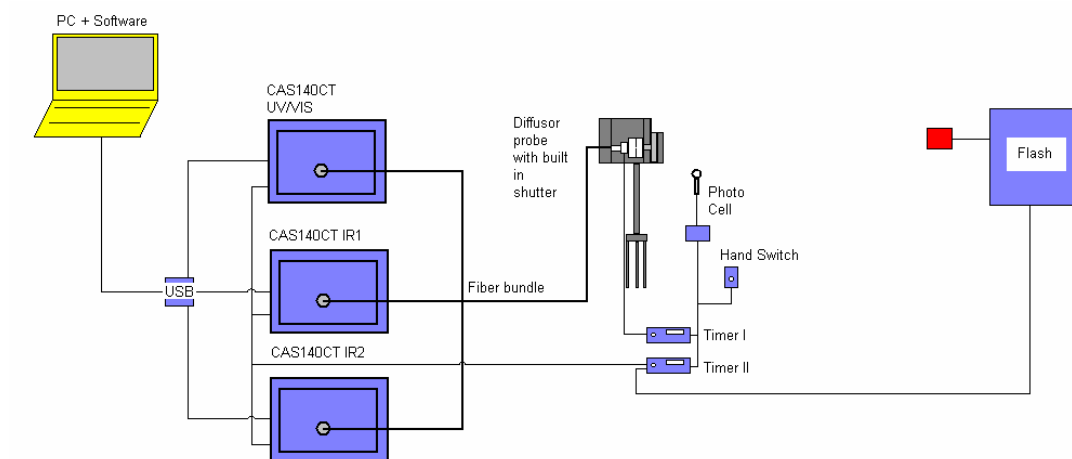 PC + Software
CAS140CT
UV/VIS
Diffusor
probe
with built
in
shutter
Flash
Photo
Cell
CAS140CT IR1
Hand Switch
USB
Fiber bundle
Timer I
CAS140CT IR2
Timer II